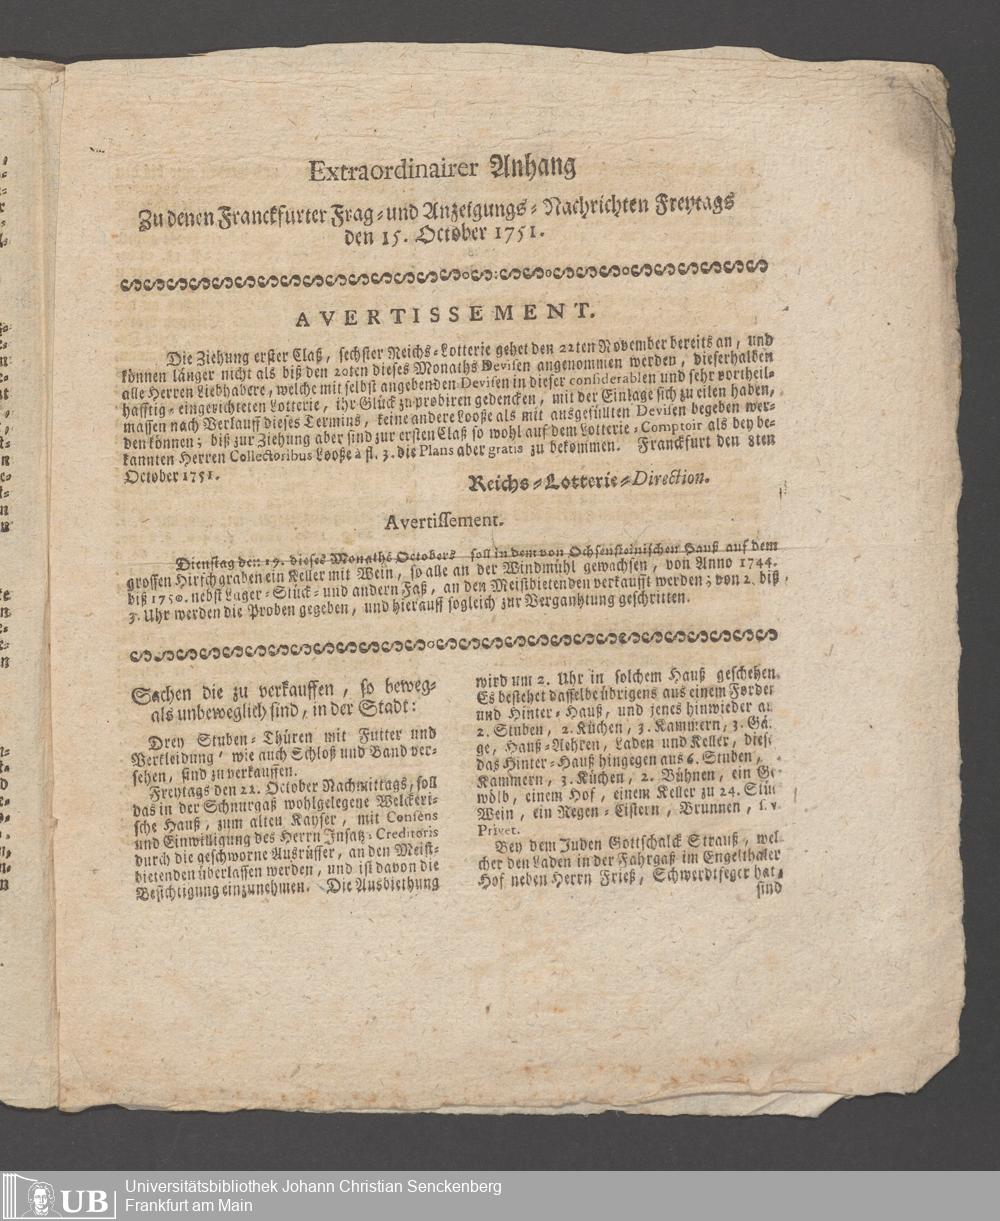 Extraordinairer Anhang
Zu denen Franckfurter Frag- und Anzeigungs-Nachrichten Freytags
den 15. October 1751.
AVERTISSEMENT.
Die Ziehung erster Claß, sechster Reichs-Lotterie gehet den 22ten November bereits an, und
können länger nicht als biß den 20ten dieses Monaths Devisen angenommen werden, dieserhalben
alle Herren Liebhabere, welche mit selbst angebenden Devisen in dieser considerablen und sehr vortheil-
hafftig-eingerichteten Lotterie, ihr Glück zu probiren gedencken, mit der Einlage sich zu eilen haben,
massen nach Verlauff dieses Termins, keine andere Looße als mit ausgefüllten Devisen begeben wer-
den können; biß zur Ziehung aber sind zur ersten Claß so wohl auf dem Lotterie-Comptoir als bey be-
kannten Herren Collectoribus Looße à fl. 3. die Plans aber gratis zu bekommen. Franckfurt den 8ten
October 1751.
Reichs-Lotterie-Direction.
Avertissement.
Dienstag den 19. dieses Monaths Octobers soll in dem von Ochsensteinischen Hauß auf dem
grossen Hirschgraben ein Keller mit Wein, so alle an der Windmühl gewachsen, von Anno 1744.
biß 1750. nebst Lager-Stück- und andern Faß, an den Meistbietenden verkaufft werden; von 2. biß
3. Uhr werden die Proben gegeben, und hierauff sogleich zur Verganhtung geschritten.
Sachen die zu verkauffen, so beweg-
als unbeweglich sind, in der Stadt:
Drey Stuben-Thüren mit Futter und
Verkleidung, wie auch Schloß und Band ver-
sehen, sind zu verkauffen.
Freytags den 22. October Nachmittags, soll
das in der Schnurgaß wohlgelegene Welckeri-
sche Hauß, zum alten Kayser, mit Consens
und Einwilligung des Herrn Insatz-Creditoris
durch die geschworne Ausrüffer, an den Meist-
bietenden überlassen werden, und ist davon die
Besichtigung einzunehmen. Die Ausbiethung
wird um 2. Uhr in solchem Hauß geschehen.
Es bestehet dasselbe übrigens aus einem Forder
und Hinter-Hauß, und jenes hinwieder au
2. Stuben, 2. Küchen, 3. Kammern, 3. Gä
ge, Hauß-Aehren, Laden und Keller, diese
das Hinter-Hauß hingegen aus 6. Stuben,
Kammern, 3. Küchen, 2. Bühnen, ein Ge
wölb, einem Hof, einem Keller zu 24. Stü
Wein, ein Regen-Cistern, Brunnen, s. v.
Privet.
Bey dem Juden Gottschalck Strauß, wel
cher den Laden in der Fahrgaß im Engelthaler
Hof neben Herrn Frieß, Schwerdtfeger hat,
sind
UB
Universitätsbibliothek Johann Christian Senckenberg
Frankfurt am Main